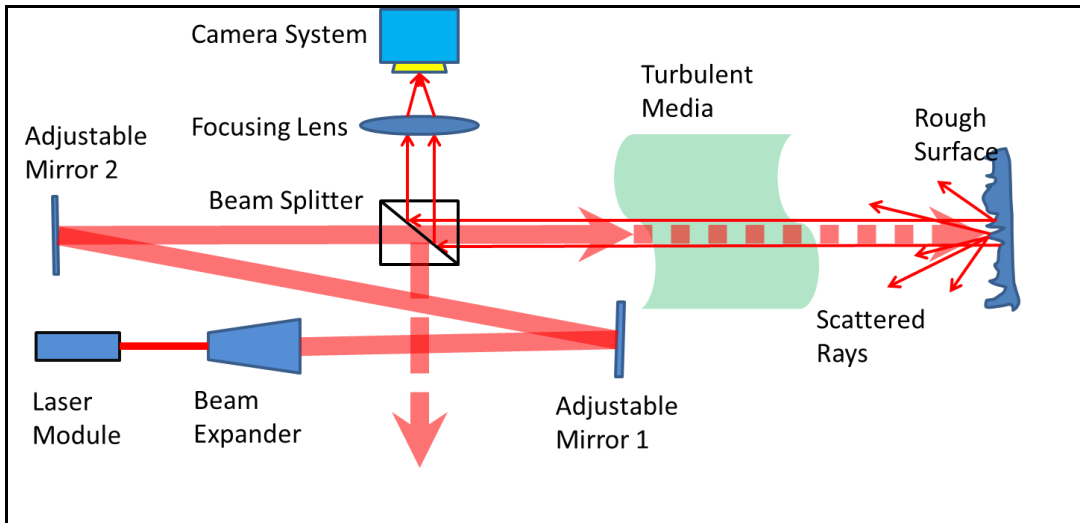 Camera System
Turbulent
Media
Adjustable
Mirror 2
Focusing Lens
Rough
Surface
Beam Splitter
Scattered
Rays
Laser
Module
Beam
Expander
Adjustable
Mirror 1